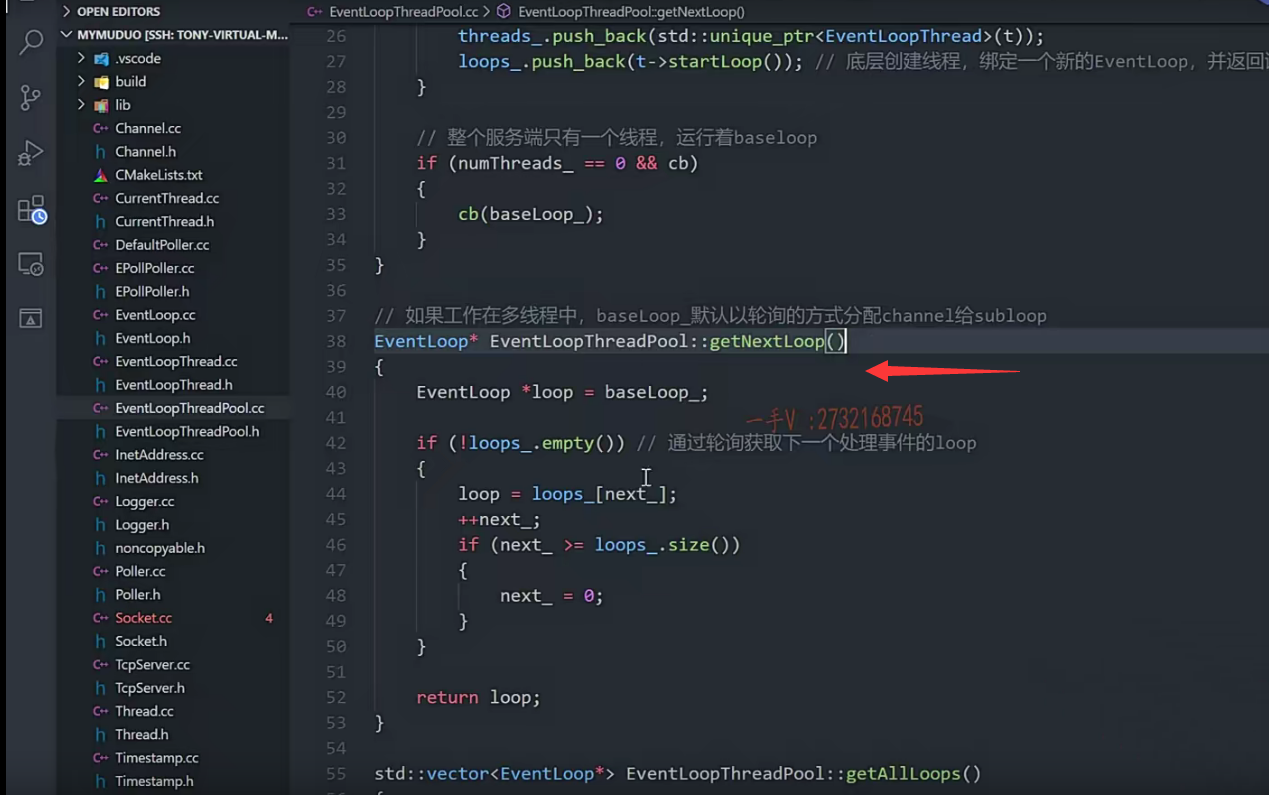 OPEN EDITORS
MYMUDUO [SSH: TONY-VIRTUAL-M...
.vscode
build
lib
C++ Channel.cc
h Channel.h
CMakeLists.txt
C++ CurrentThread.cc
h CurrentThread.h
C++ DefaultPoller.cc
C++ EPollPoller.cc
h EPollPoller.h
C++ EventLoop.cc
h EventLoop.h
C++ EventLoopThread.cc
h EventLoopThread.h
C++ EventLoopThreadPool.cc
h EventLoopThreadPool.h
C++ InetAddress.cc
h InetAddress.h
C++ Logger.cc
h Logger.h
h noncopyable.h
C++ Poller.cc
h Poller.h
C++ Socket.cc 4
h Socket.h
C++ TcpServer.cc
h TcpServer.h
C++ Thread.cc
h Thread.h
C++ Timestamp.cc
h Timestamp.h
C++ EventLoopThreadPool.cc > EventLoopThreadPool::getNextLoop()
26 threads_.push_back(std::unique_ptr<EventLoopThread>(t));
27 loops_.push_back(t->startLoop()); // 底层创建线程，绑定一个新的EventLoop，并返回
28 }
29
30 // 整个服务端只有一个线程，运行着baseloop
31 if (numThreads_ == 0 && cb)
32 {
33 cb(baseLoop_);
34 }
35 }
36
37 // 如果工作在多线程中，baseLoop_默认以轮询的方式分配channel给subloop
38 EventLoop* EventLoopThreadPool::getNextLoop()
39 {
40 EventLoop *loop = baseLoop_;
41
一手V :2732168745
42 if (!loops_.empty()) // 通过轮询获取下一个处理事件的loop
43 {
44 loop = loops_[next_];
45 ++next_;
46 if (next_ >= loops_.size())
47 {
48 next_ = 0;
49 }
50 }
51
52 return loop;
53 }
54
55 std::vector<EventLoop*> EventLoopThreadPool::getAllLoops()